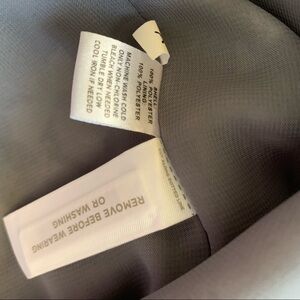 SHELL
100% POLYESTER
LINING
100% POLYESTER
MACHINE WASH COLD
ONLY NON-CHLORINE
BLEACH WHEN NEEDED
TUMBLE DRY LOW
COOL IRON IF NEEDED
REMOVE BEFORE WEARING
OR WASHING